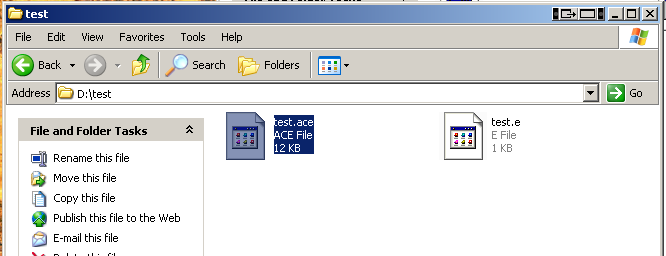 test
File Edit View Favorites Tools Help
Back Search Folders
Address D:\test Go
File and Folder Tasks
Rename this file
Move this file
Copy this file
Publish this file to the Web
E-mail this file
test.ace
ACE File
12 KB
test.e
E File
1 KB